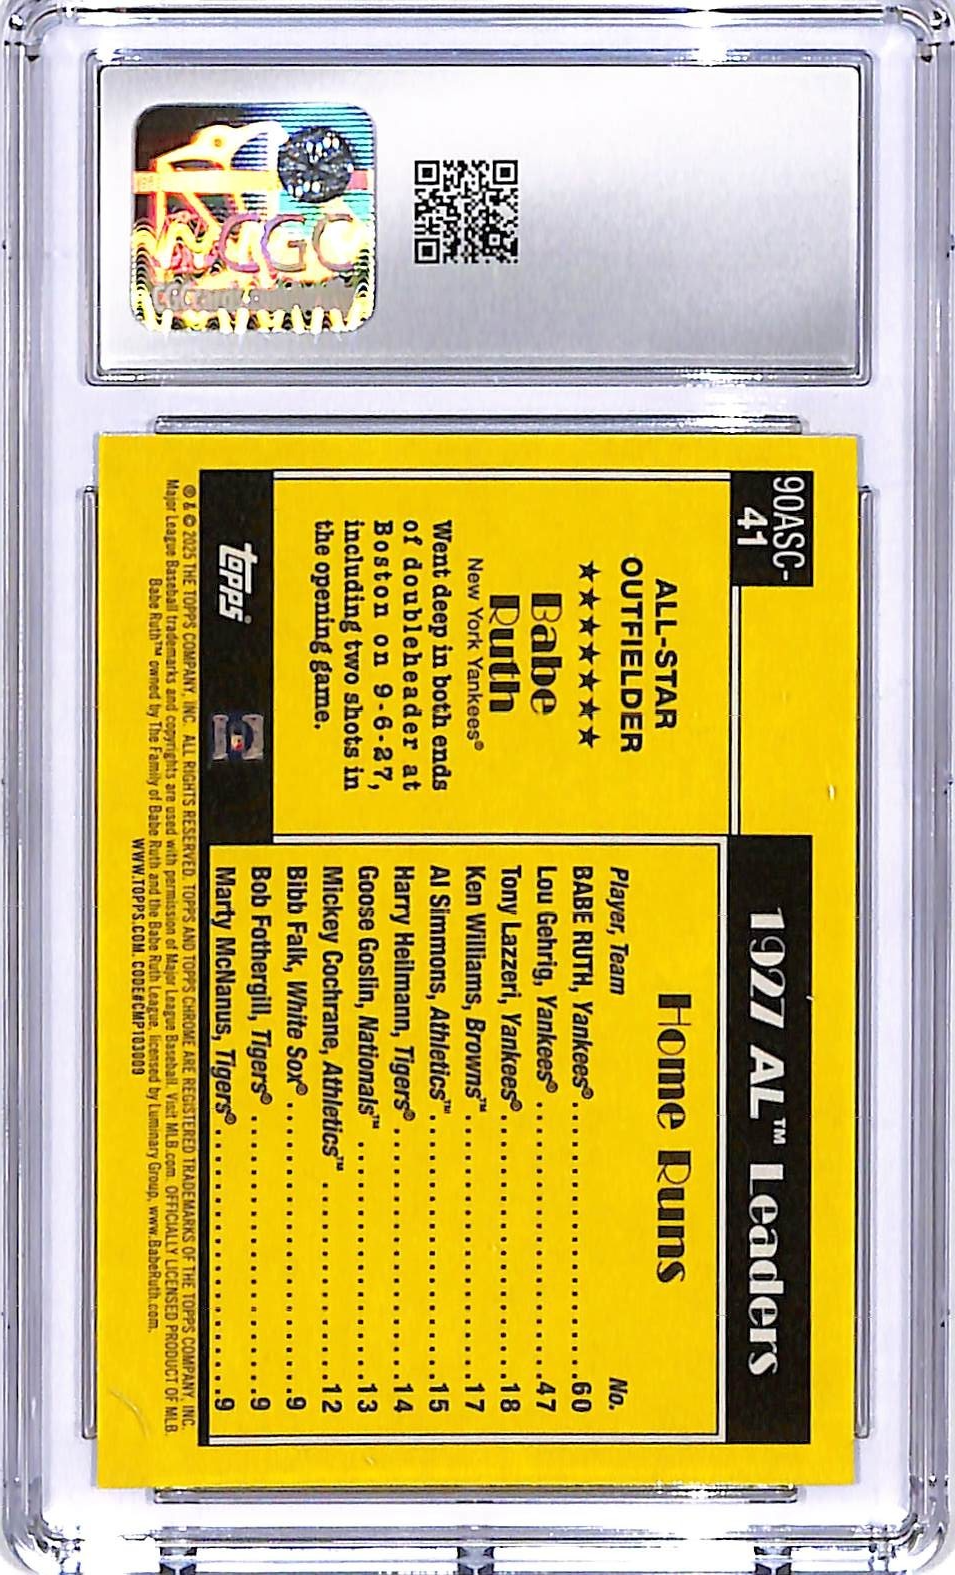 CGC
90ASC-
41
ALL-STAR
OUTFIELDER
Babe
Ruth
New York Yankees®
Went deep in both ends
of doubleheader at
Boston on 9-6-27,
including two shots in
the opening game.
topps
1927 AL™ Leaders
Home Runs
Player, Team No.
BABE RUTH, Yankees® 60
Lou Gehrig, Yankees® 47
Tony Lazzeri, Yankees® 18
Ken Williams, Browns™ 17
Al Simmons, Athletics™ 15
Harry Heilmann, Tigers® 14
Goose Goslin, Nationals™ 13
Mickey Cochrane, Athletics™ 12
Bibb Falk, White Sox® 9
Bob Fothergill, Tigers® 9
Marty McManus, Tigers® 9
® & © 2025 THE TOPPS COMPANY, INC. ALL RIGHTS RESERVED. TOPPS AND TOPPS CHROME ARE REGISTERED TRADEMARKS OF THE TOPPS COMPANY, INC.
Major League Baseball trademarks and copyrights are used with permission of Major League Baseball. Visit MLB.com. OFFICIALLY LICENSED PRODUCT OF MLB.
Babe Ruth™ owned by The Family of Babe Ruth and the Babe Ruth League, licensed by Luminary Group, www.BabeRuth.com.
WWW.TOPPS.COM. CODE#CMP103009